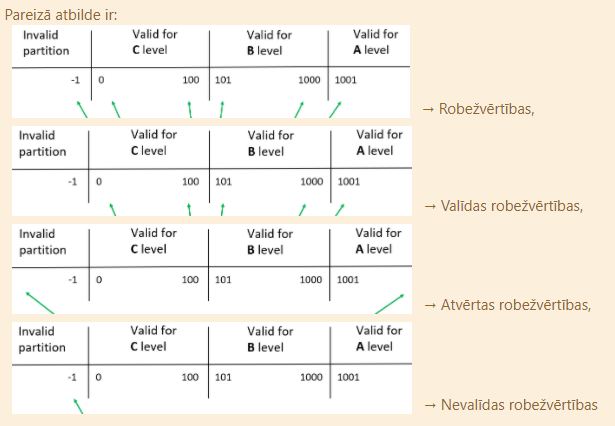 Pareizā atbilde ir:
Invalid partition Valid for C level Valid for B level Valid for A level
-1 0 100 101 1000 1001
→ Robežvērtības,
Invalid partition Valid for C level Valid for B level Valid for A level
-1 0 100 101 1000 1001
→ Valīdas robežvērtības,
Invalid partition Valid for C level Valid for B level Valid for A level
-1 0 100 101 1000 1001
→ Atvērtas robežvērtības,
Invalid partition Valid for C level Valid for B level Valid for A level
-1 0 100 101 1000 1001
→ Nevalīdas robežvērtības